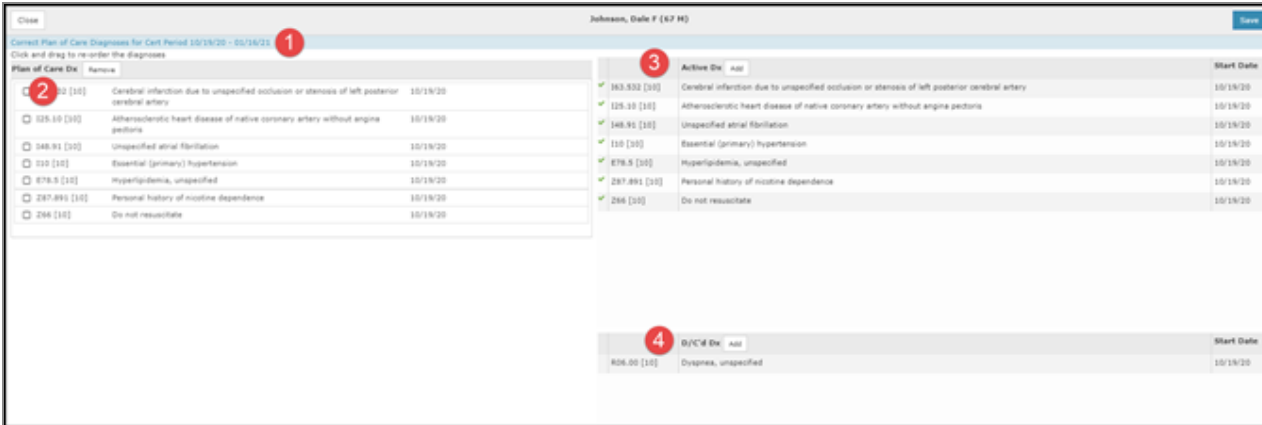 Close
Johnson, Dale F (67 M)
Save
Correct Plan of Care Diagnoses for Cert Period 10/19/20 - 01/16/21
1
Click and drag to re-order the diagnoses
Plan of Care Dx Remove
2
32 [10] Cerebral infarction due to unspecified occlusion or stenosis of left posterior 10/19/20
cerebral artery
I25.10 [10] Atherosclerotic heart disease of native coronary artery without angina 10/19/20
pectoris
I48.91 [10] Unspecified atrial fibrillation 10/19/20
I10 [10] Essential (primary) hypertension 10/19/20
E78.5 [10] Hyperlipidemia, unspecified 10/19/20
Z87.891 [10] Personal history of nicotine dependence 10/19/20
Z66 [10] Do not resuscitate 10/19/20
3
Active Dx Add Start Date
I63.532 [10] Cerebral infarction due to unspecified occlusion or stenosis of left posterior cerebral artery 10/19/20
I25.10 [10] Atherosclerotic heart disease of native coronary artery without angina pectoris 10/19/20
I48.91 [10] Unspecified atrial fibrillation 10/19/20
I10 [10] Essential (primary) hypertension 10/19/20
E78.5 [10] Hyperlipidemia, unspecified 10/19/20
Z87.891 [10] Personal history of nicotine dependence 10/19/20
Z66 [10] Do not resuscitate 10/19/20
4
D/C'd Dx Add Start Date
R06.00 [10] Dyspnea, unspecified 10/19/20